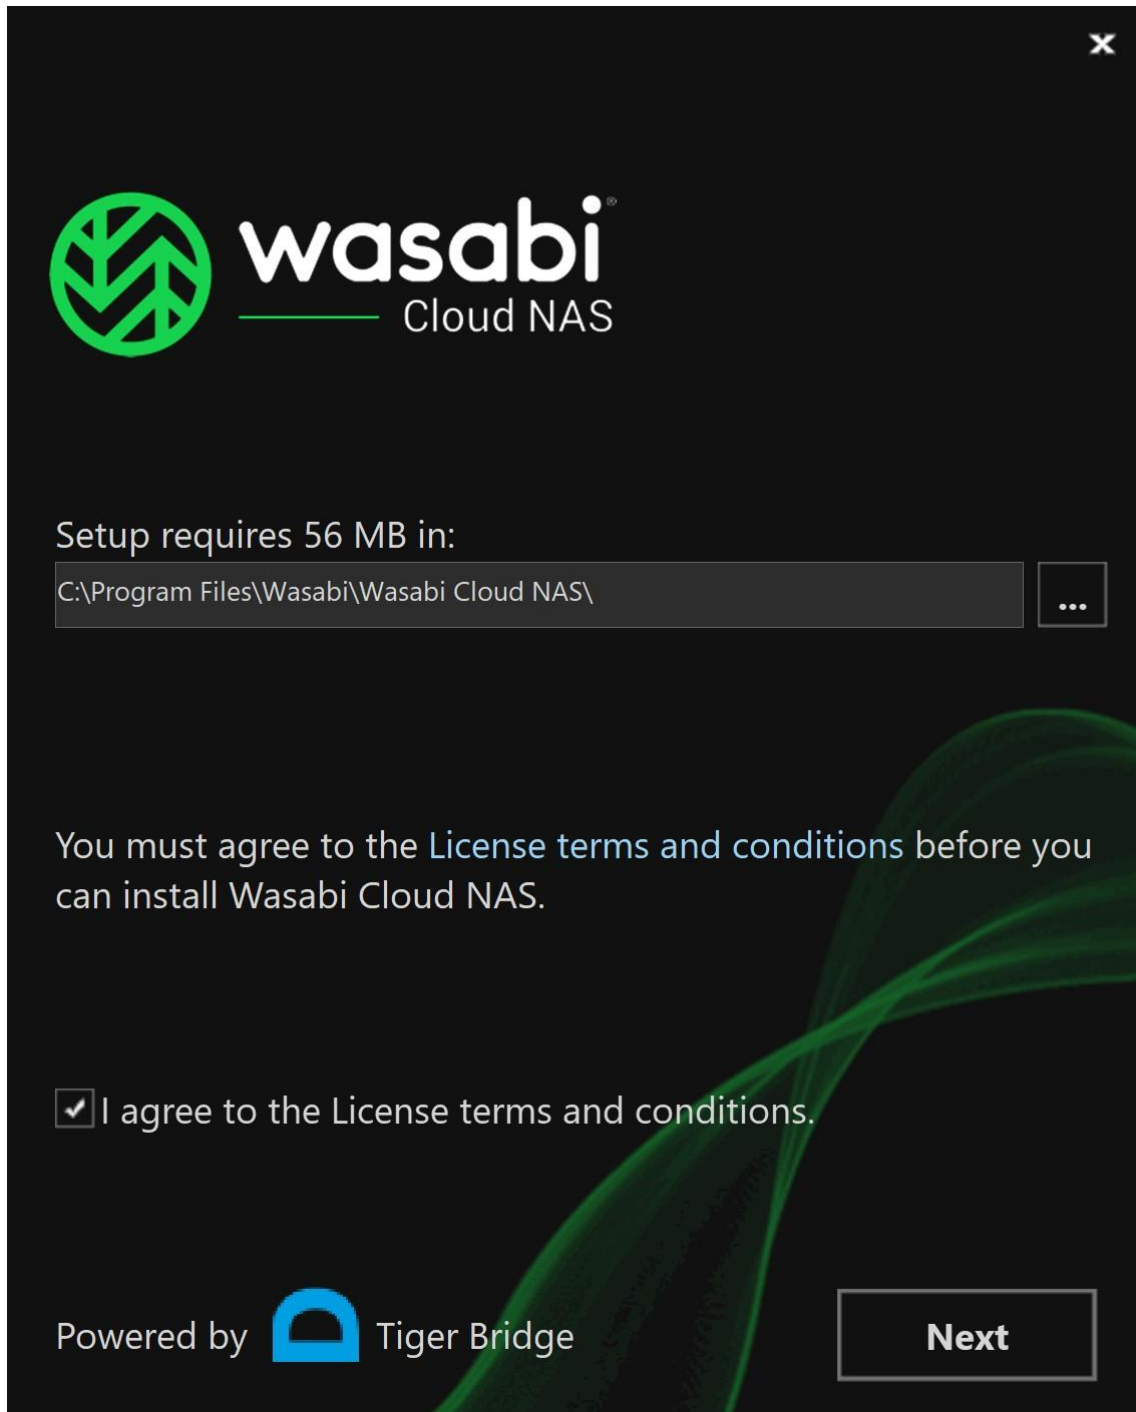 wasabi®
Cloud NAS
Setup requires 56 MB in:
C:\Program Files\Wasabi\Wasabi Cloud NAS\
...
You must agree to the License terms and conditions before you
can install Wasabi Cloud NAS.
I agree to the License terms and conditions.
Powered by Tiger Bridge
Next